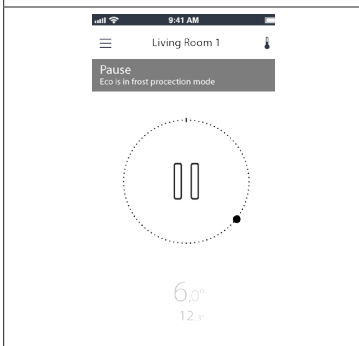 9:41 AM
Living Room 1
Pause
Eco is in frost procection mode
6,0°
12,3°